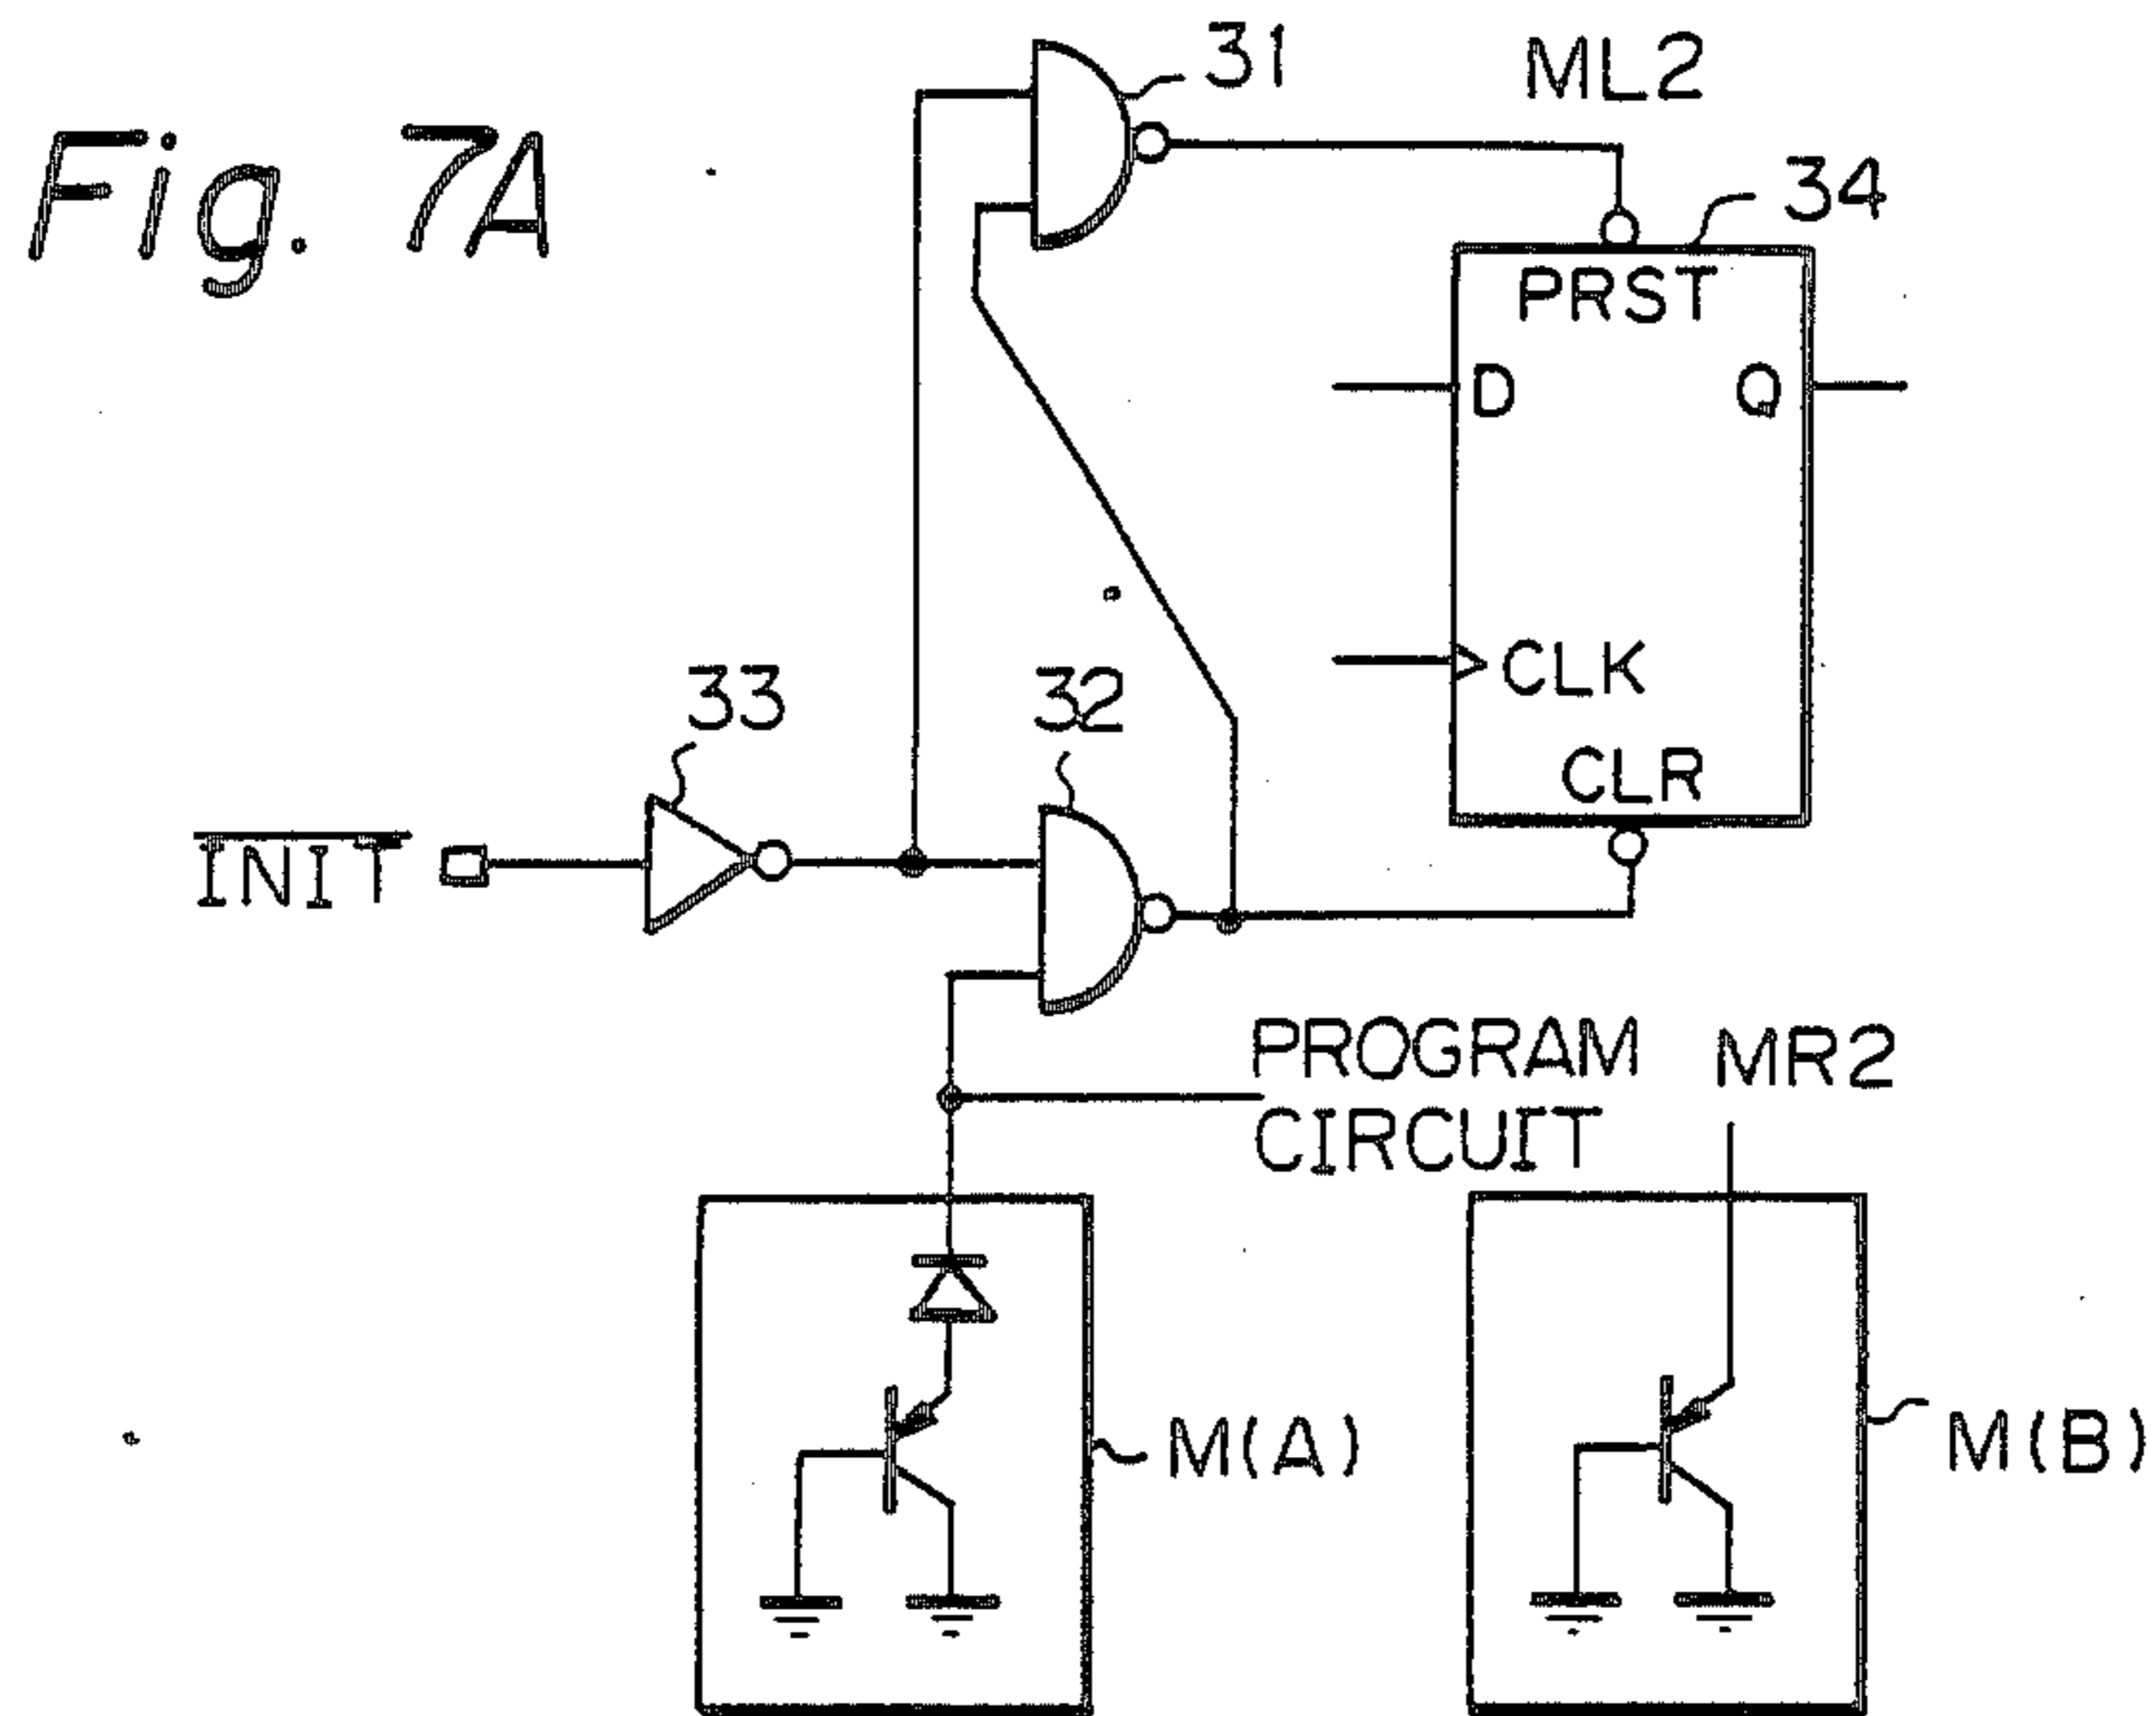 Fig. 7A
31
ML2
34
PRST
D
Q
CLK
CLR
33
32
INIT
PROGRAM
CIRCUIT
MR2
M(A)
M(B)